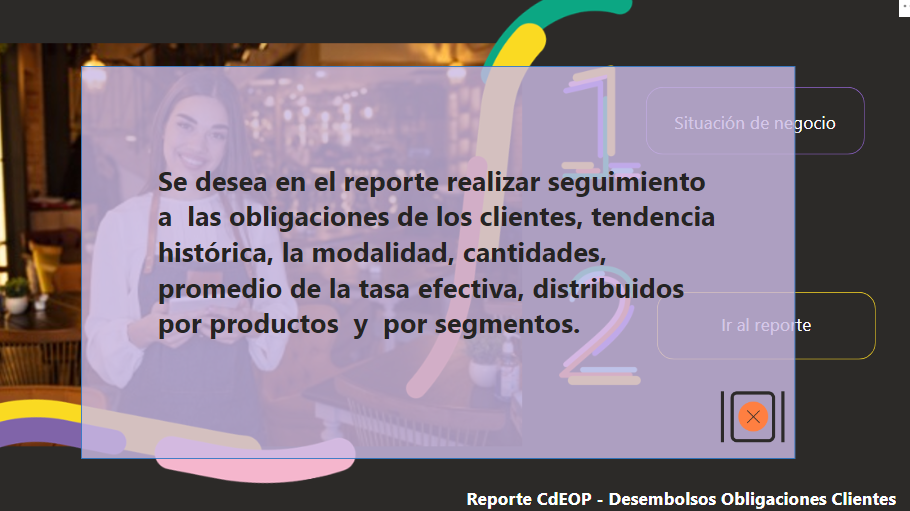 1
Situación de negocio
Se desea en el reporte realizar seguimiento
a las obligaciones de los clientes, tendencia
histórica, la modalidad, cantidades,
promedio de la tasa efectiva, distribuidos
por productos y por segmentos.
2
Ir al reporte
Reporte CdEOP - Desembolsos Obligaciones Clientes